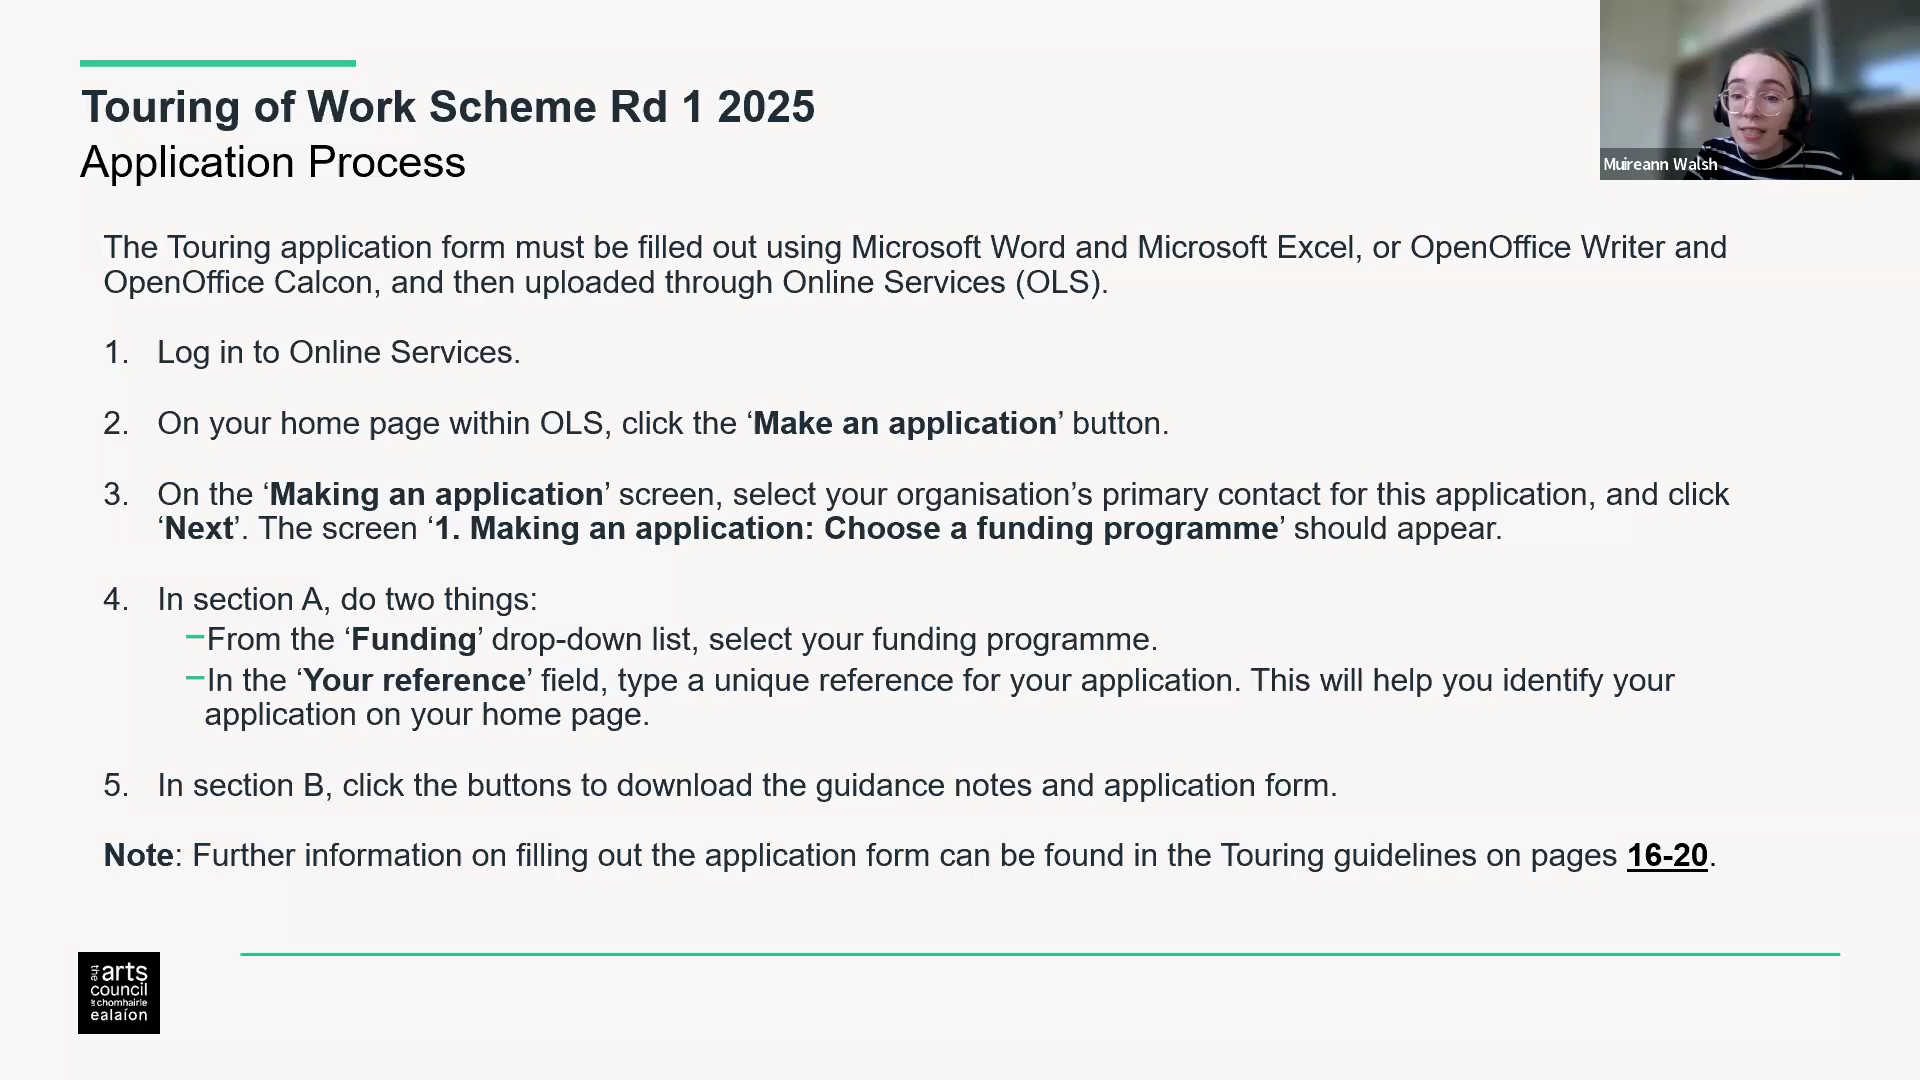 Touring of Work Scheme Rd 1 2025
Application Process
Muireann Walsh
The Touring application form must be filled out using Microsoft Word and Microsoft Excel, or OpenOffice Writer and
OpenOffice Calcon, and then uploaded through Online Services (OLS).
1. Log in to Online Services.
2. On your home page within OLS, click the ‘Make an application’ button.
3. On the ‘Making an application’ screen, select your organisation’s primary contact for this application, and click
‘Next’. The screen ‘1. Making an application: Choose a funding programme’ should appear.
4. In section A, do two things:
–From the ‘Funding’ drop-down list, select your funding programme.
–In the ‘Your reference’ field, type a unique reference for your application. This will help you identify your
application on your home page.
5. In section B, click the buttons to download the guidance notes and application form.
Note: Further information on filling out the application form can be found in the Touring guidelines on pages 16-20.
the arts
council
chomhairle
ealaíon